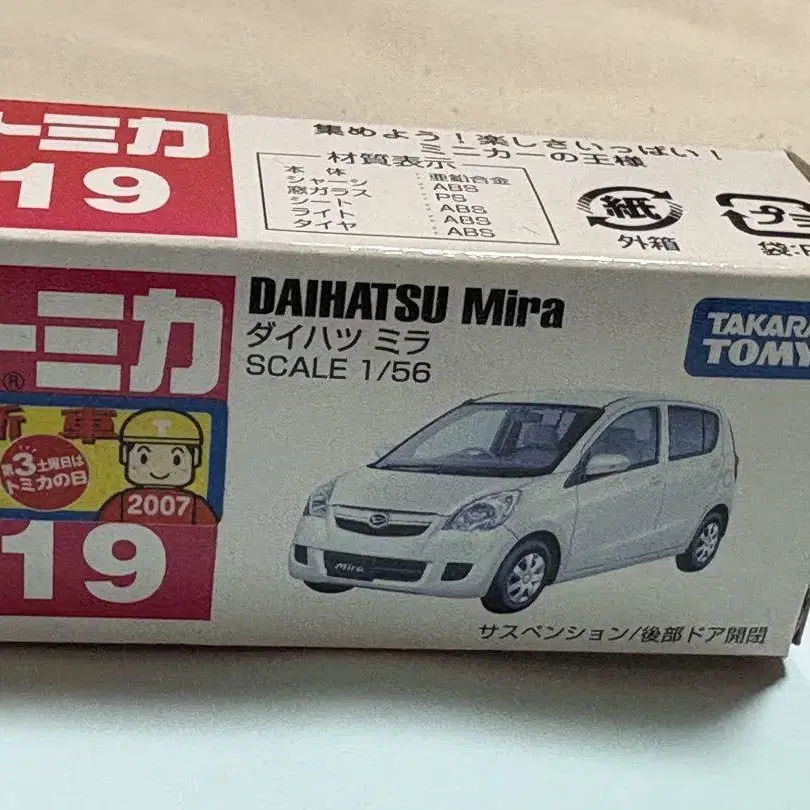 トミカ
19
集めよう！楽しさいっぱい！
ミニカーの王様
材質表示
本体 : 亜鉛合金
シャーシ : ABS
窓ガラス : PS
シート : ABS
ライト : ABS
タイヤ : ABS
紙
外箱
プラ
袋:P
トミカ
®
新車
第3土曜日は
トミカの日
T
2007
19
DAIHATSU Mira
ダイハツ ミラ
SCALE 1/56
TAKARA
TOMY
Mira
サスペンション/後部ドア開閉